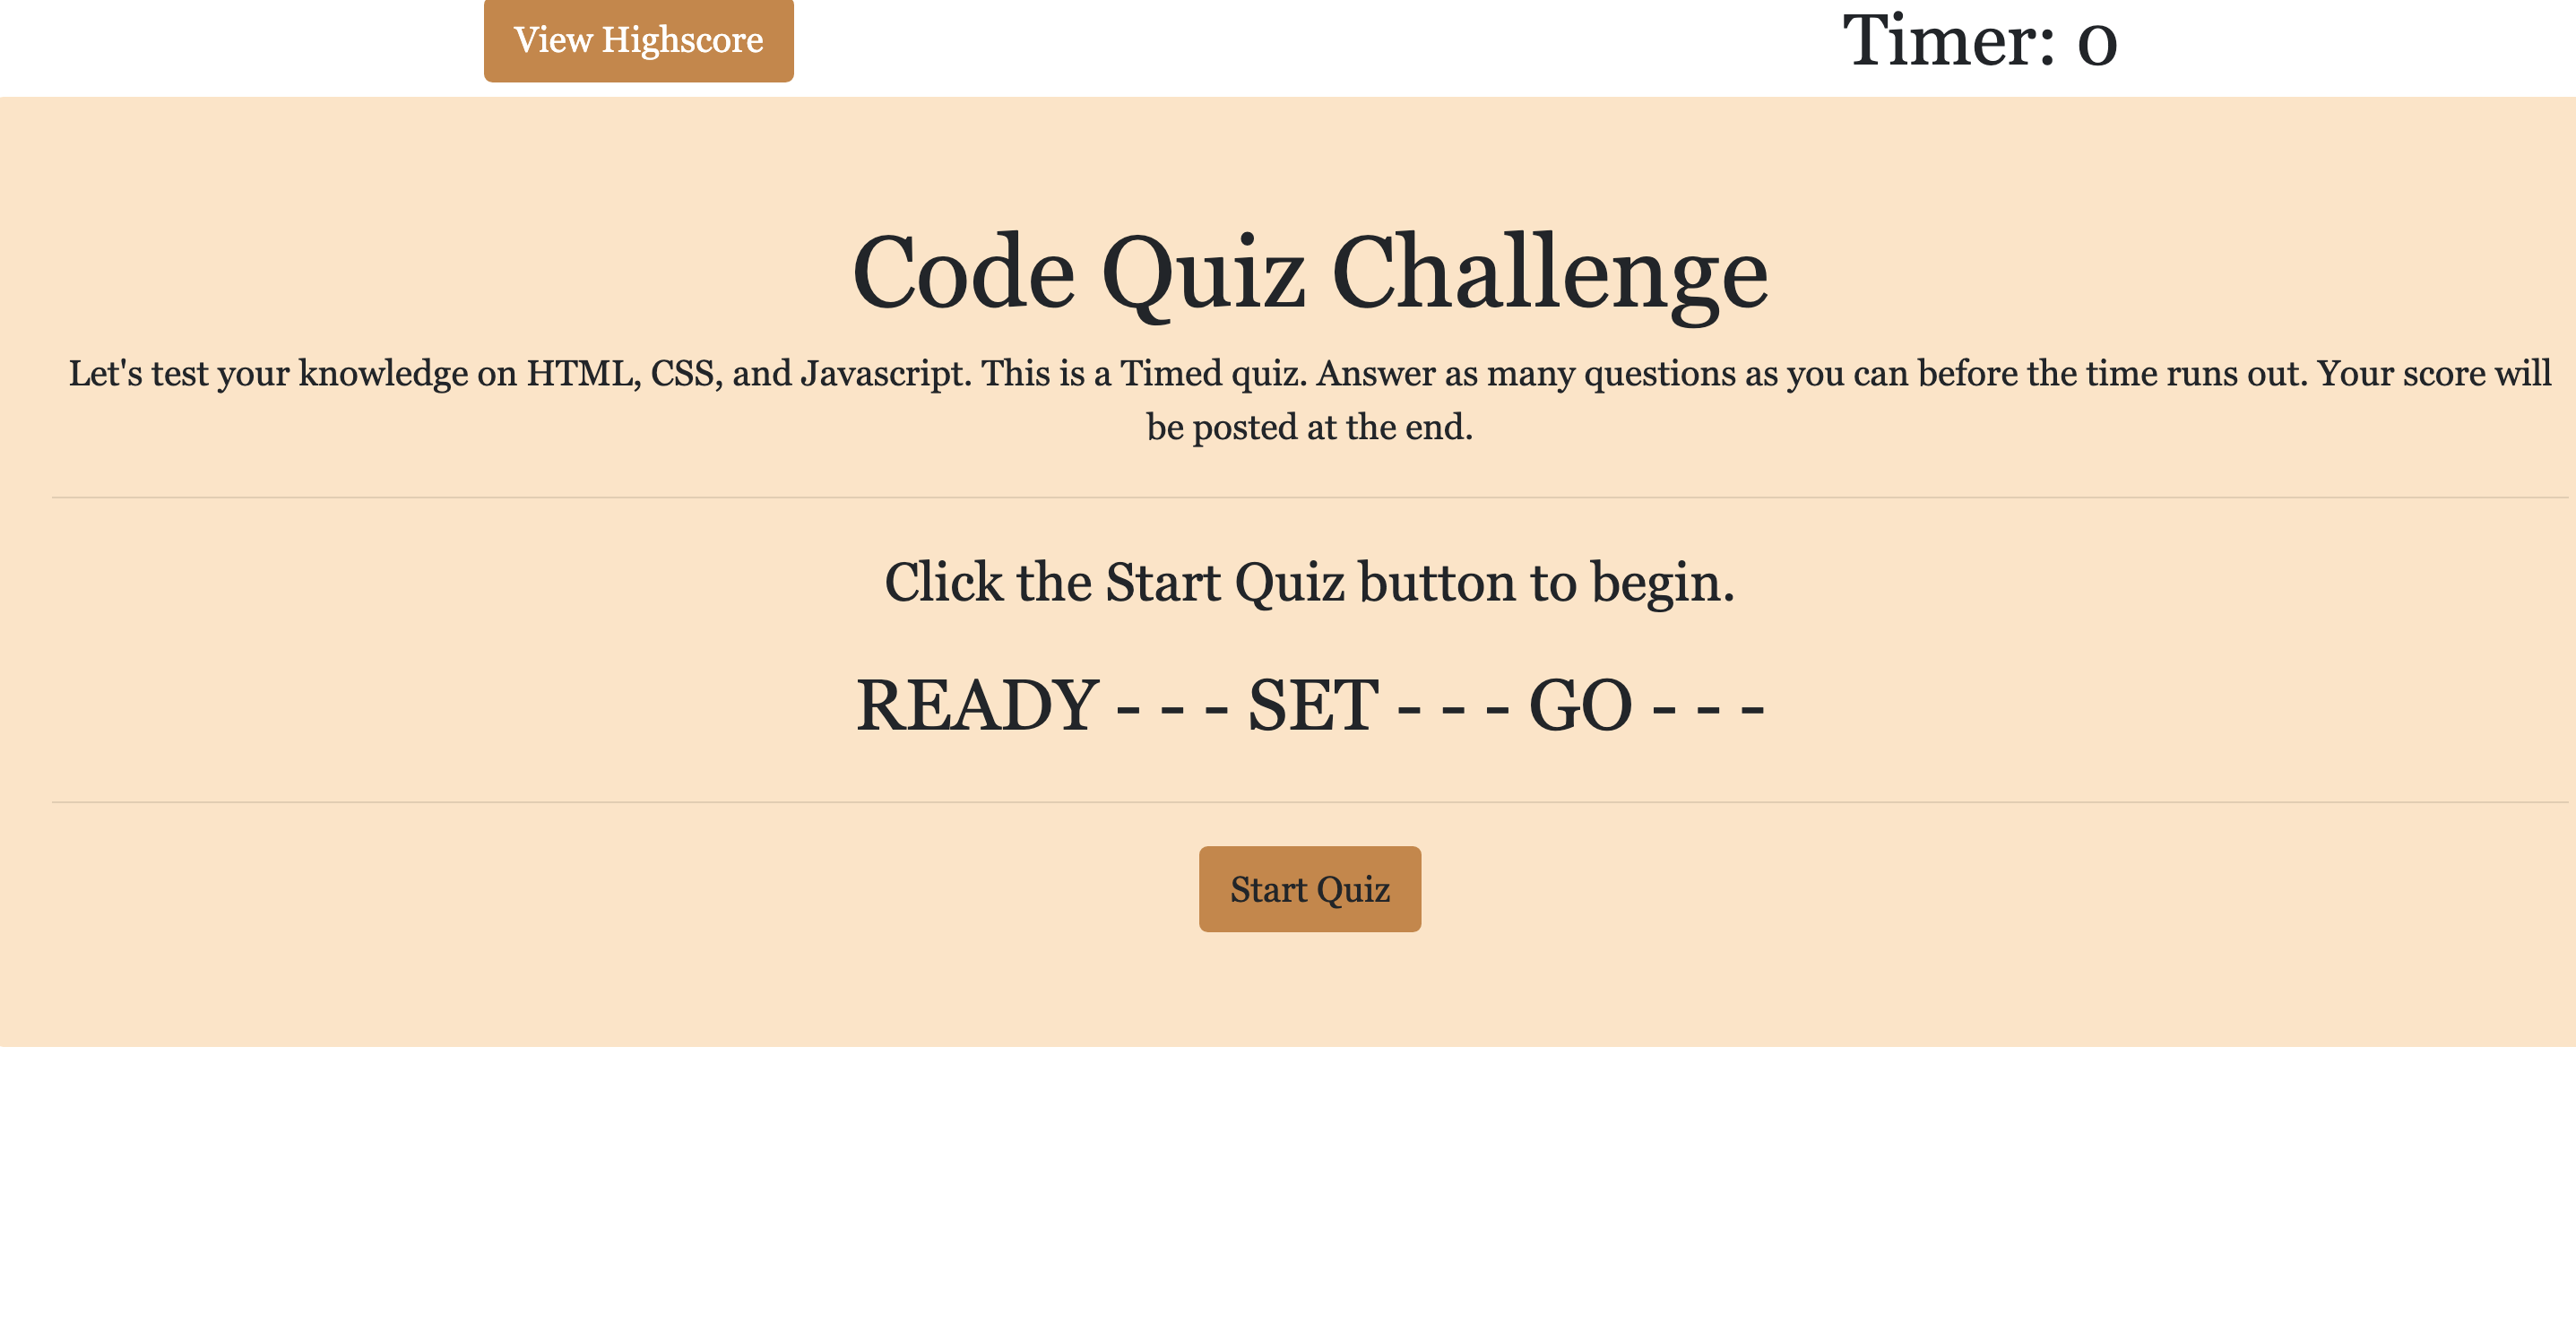 View Highscore
Timer: 0
Code Quiz Challenge
Let's test your knowledge on HTML, CSS, and Javascript. This is a Timed quiz. Answer as many questions as you can before the time runs out. Your score will
be posted at the end.
Click the Start Quiz button to begin.
READY - - - SET - - - GO - - -
Start Quiz